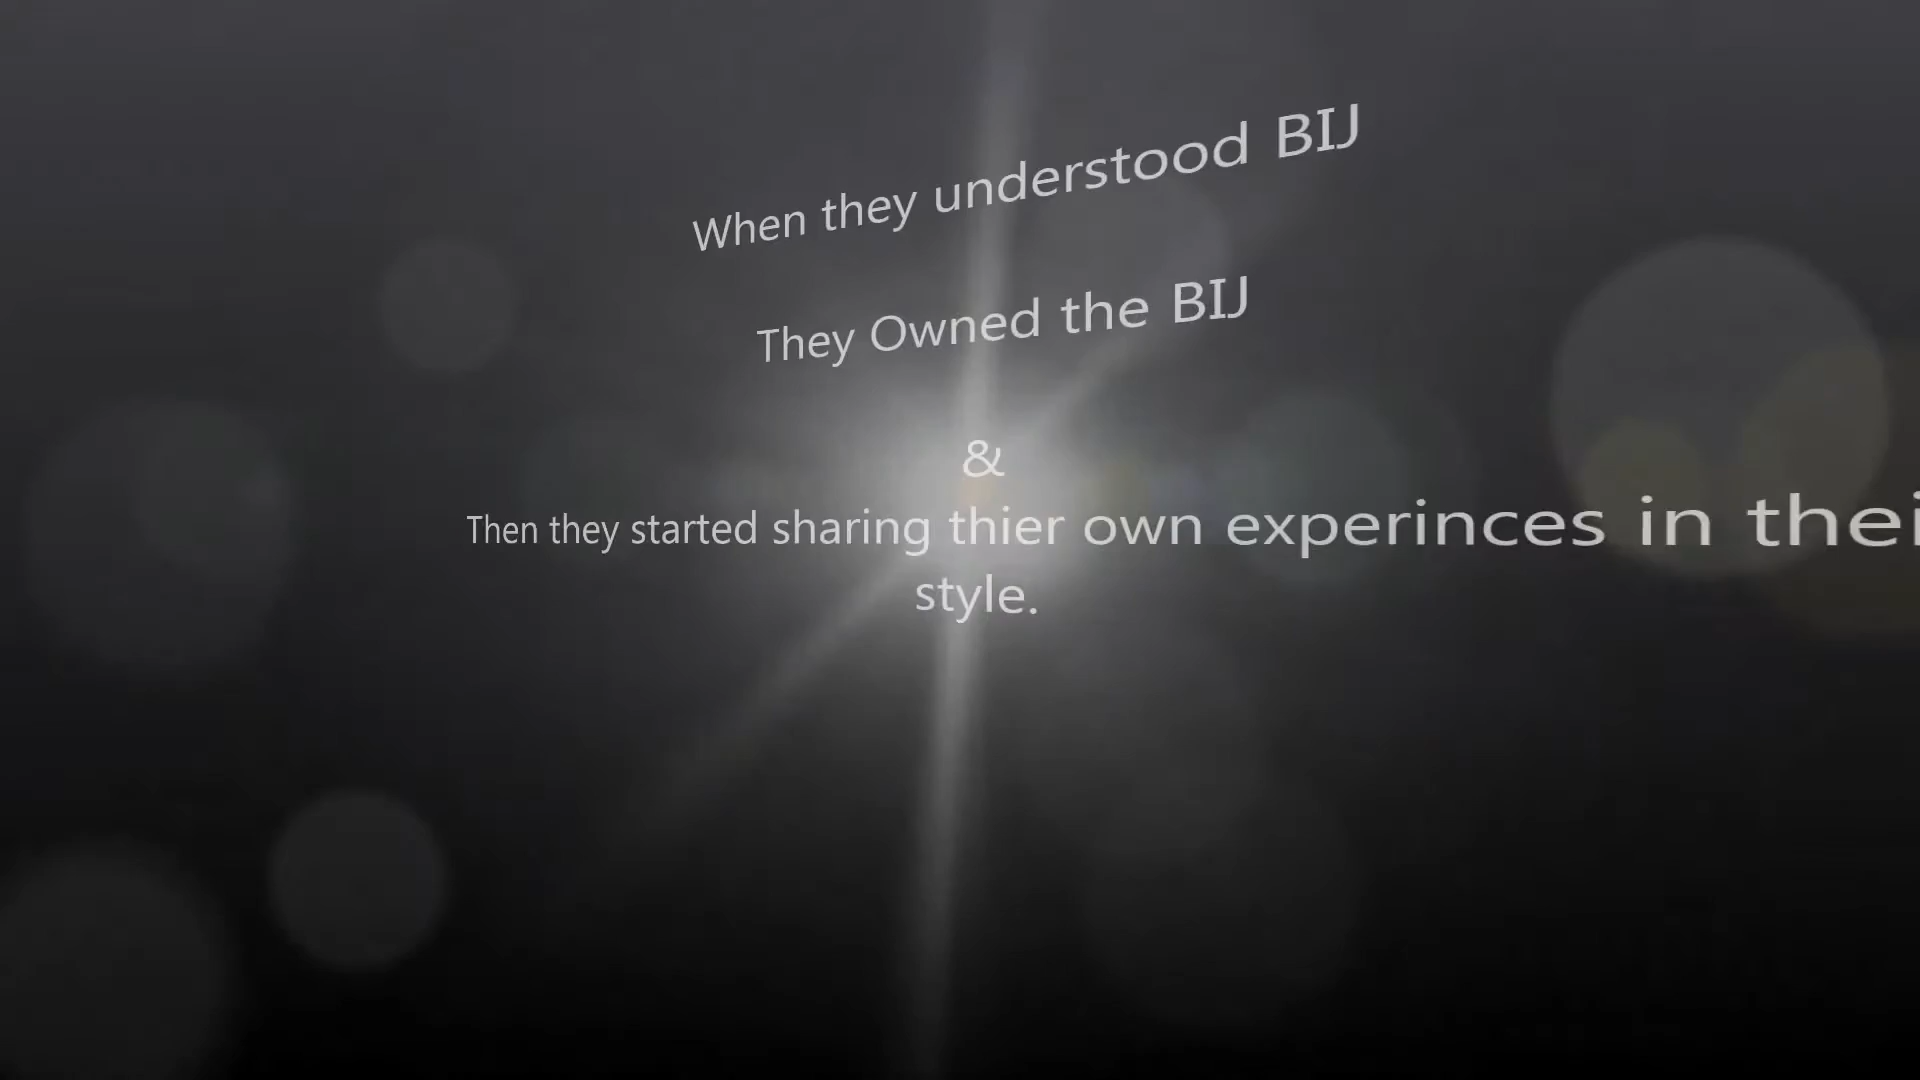 When they understood BIJ
They Owned the BIJ
&
Then they started sharing thier own experinces in thei
style.